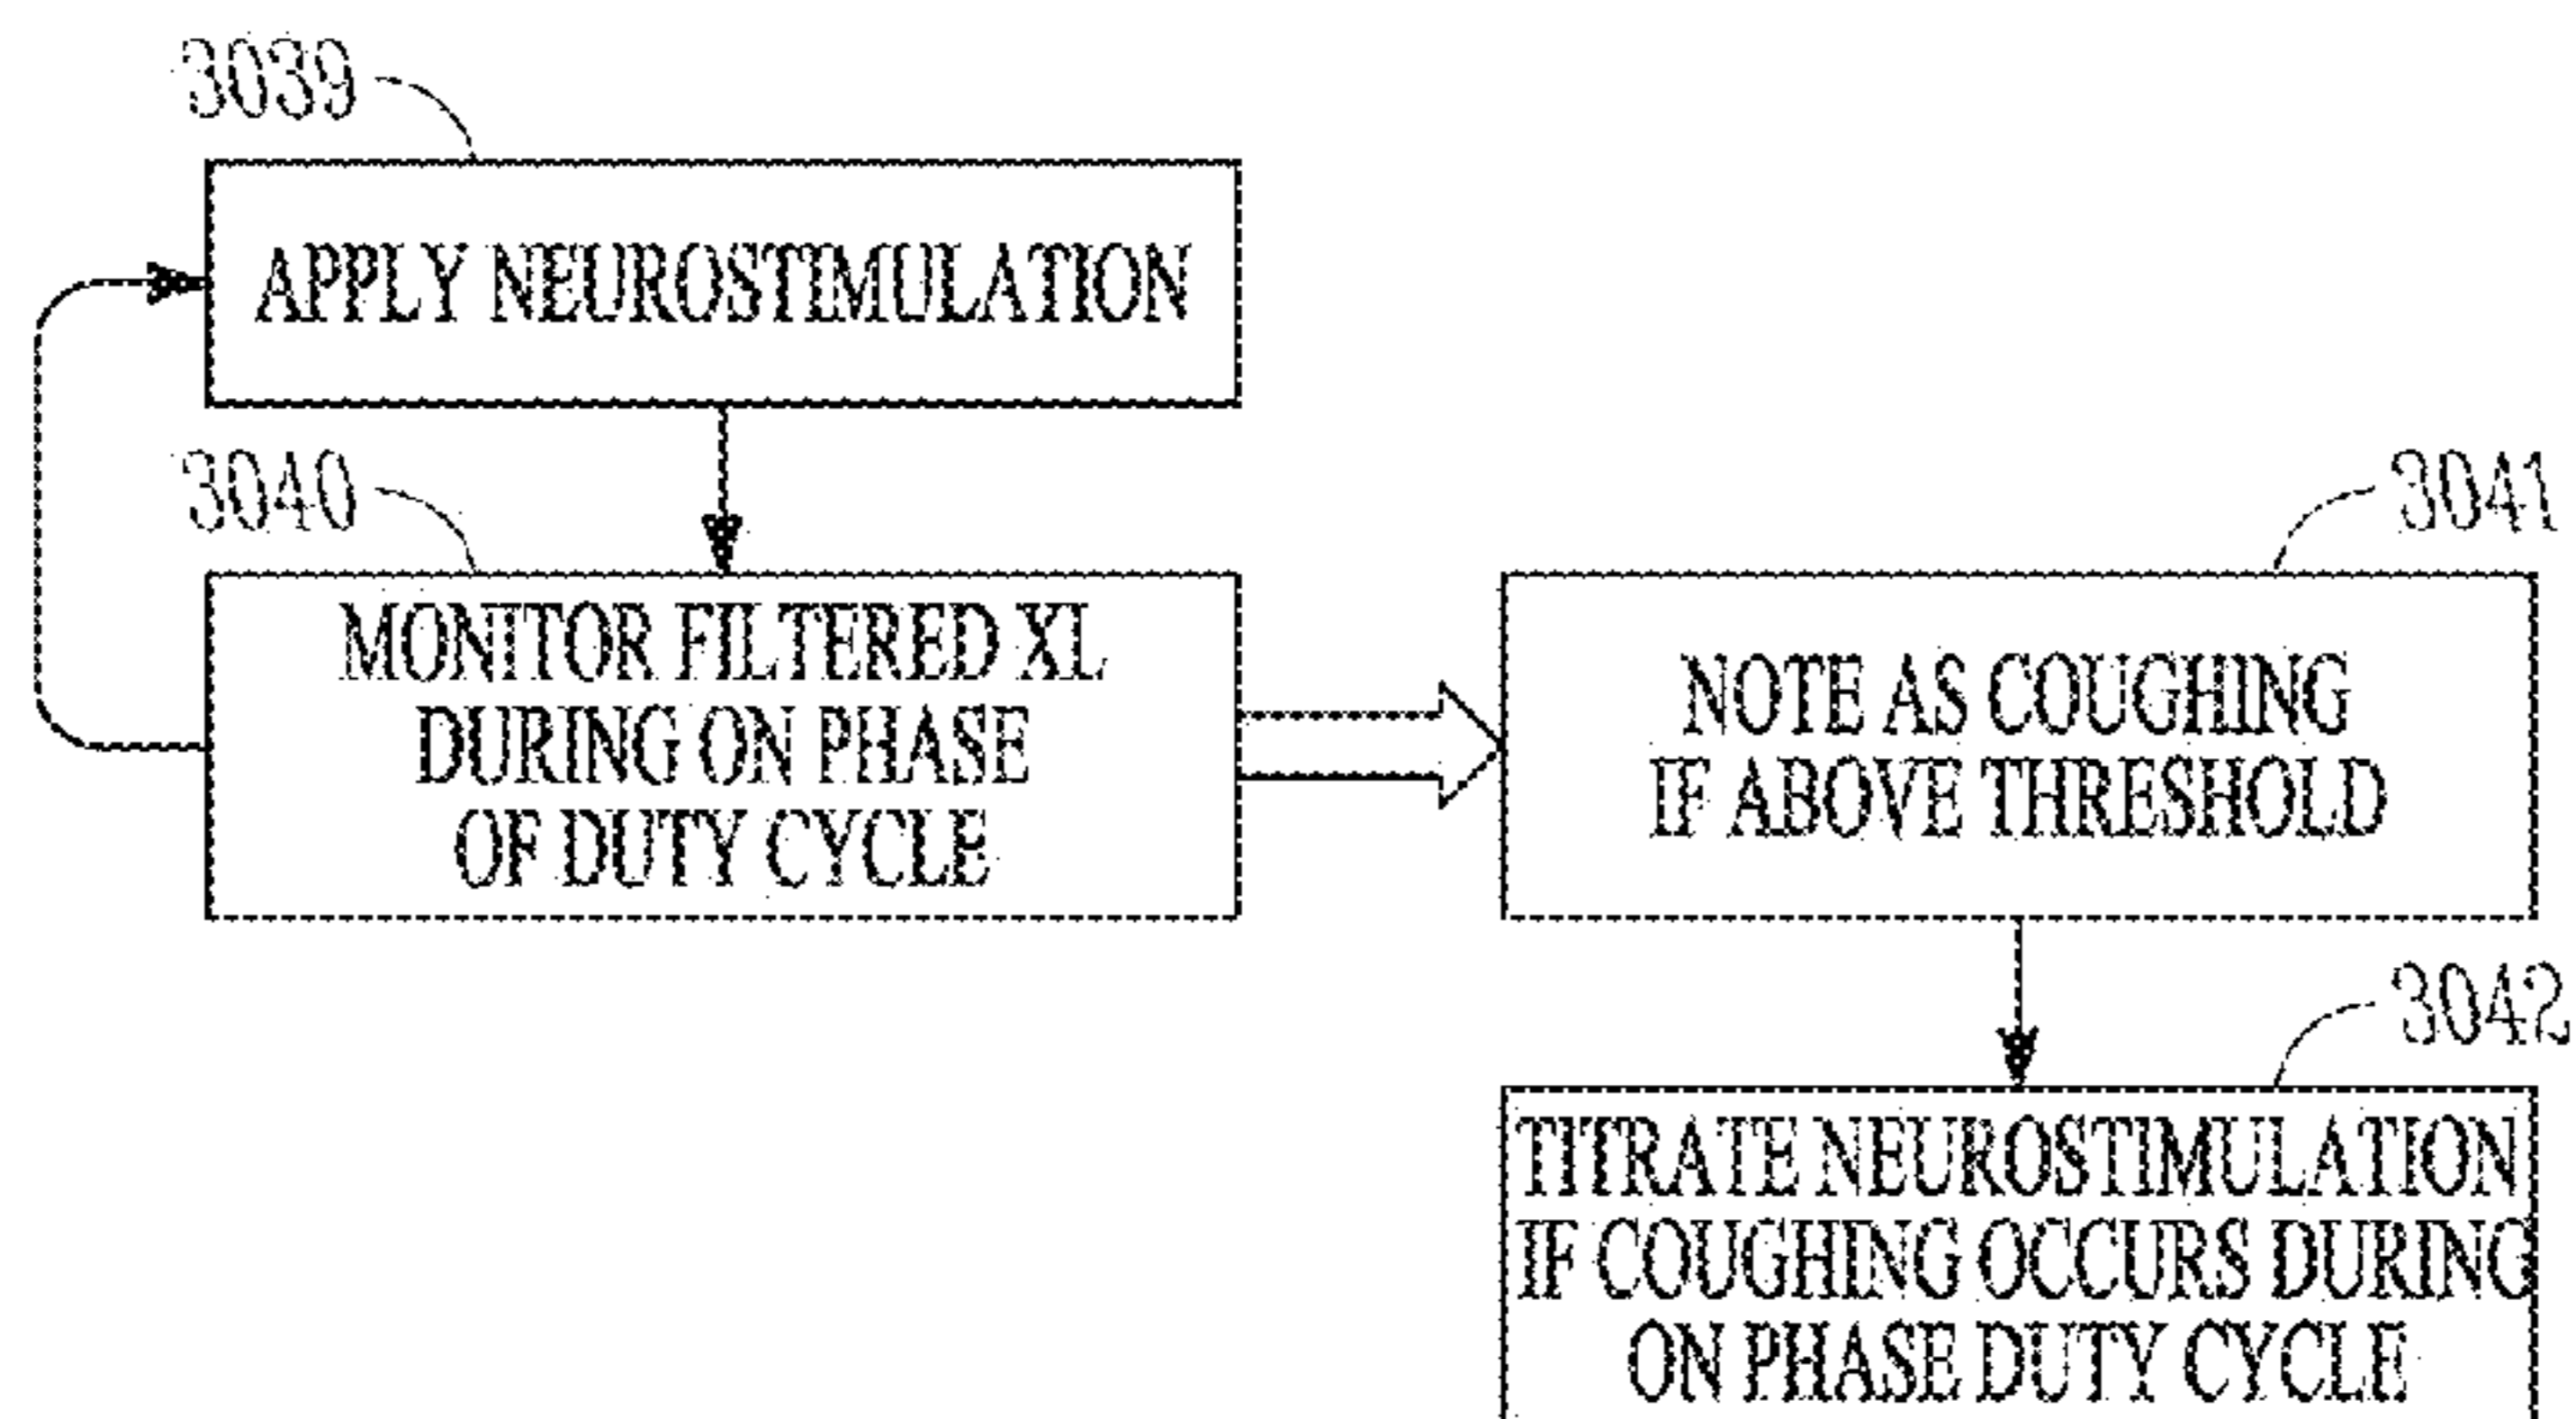 3039
APPLY NEUROSTIMULATION
3040
MONITOR FILTERED XL
DURING ON PHASE
OF DUTY CYCLE
3041
NOTE AS COUGHING
IF ABOVE THRESHOLD
3042
TITRATE NEUROSTIMULATION
IF COUGHING OCCURS DURING
ON PHASE DUTY CYCLE